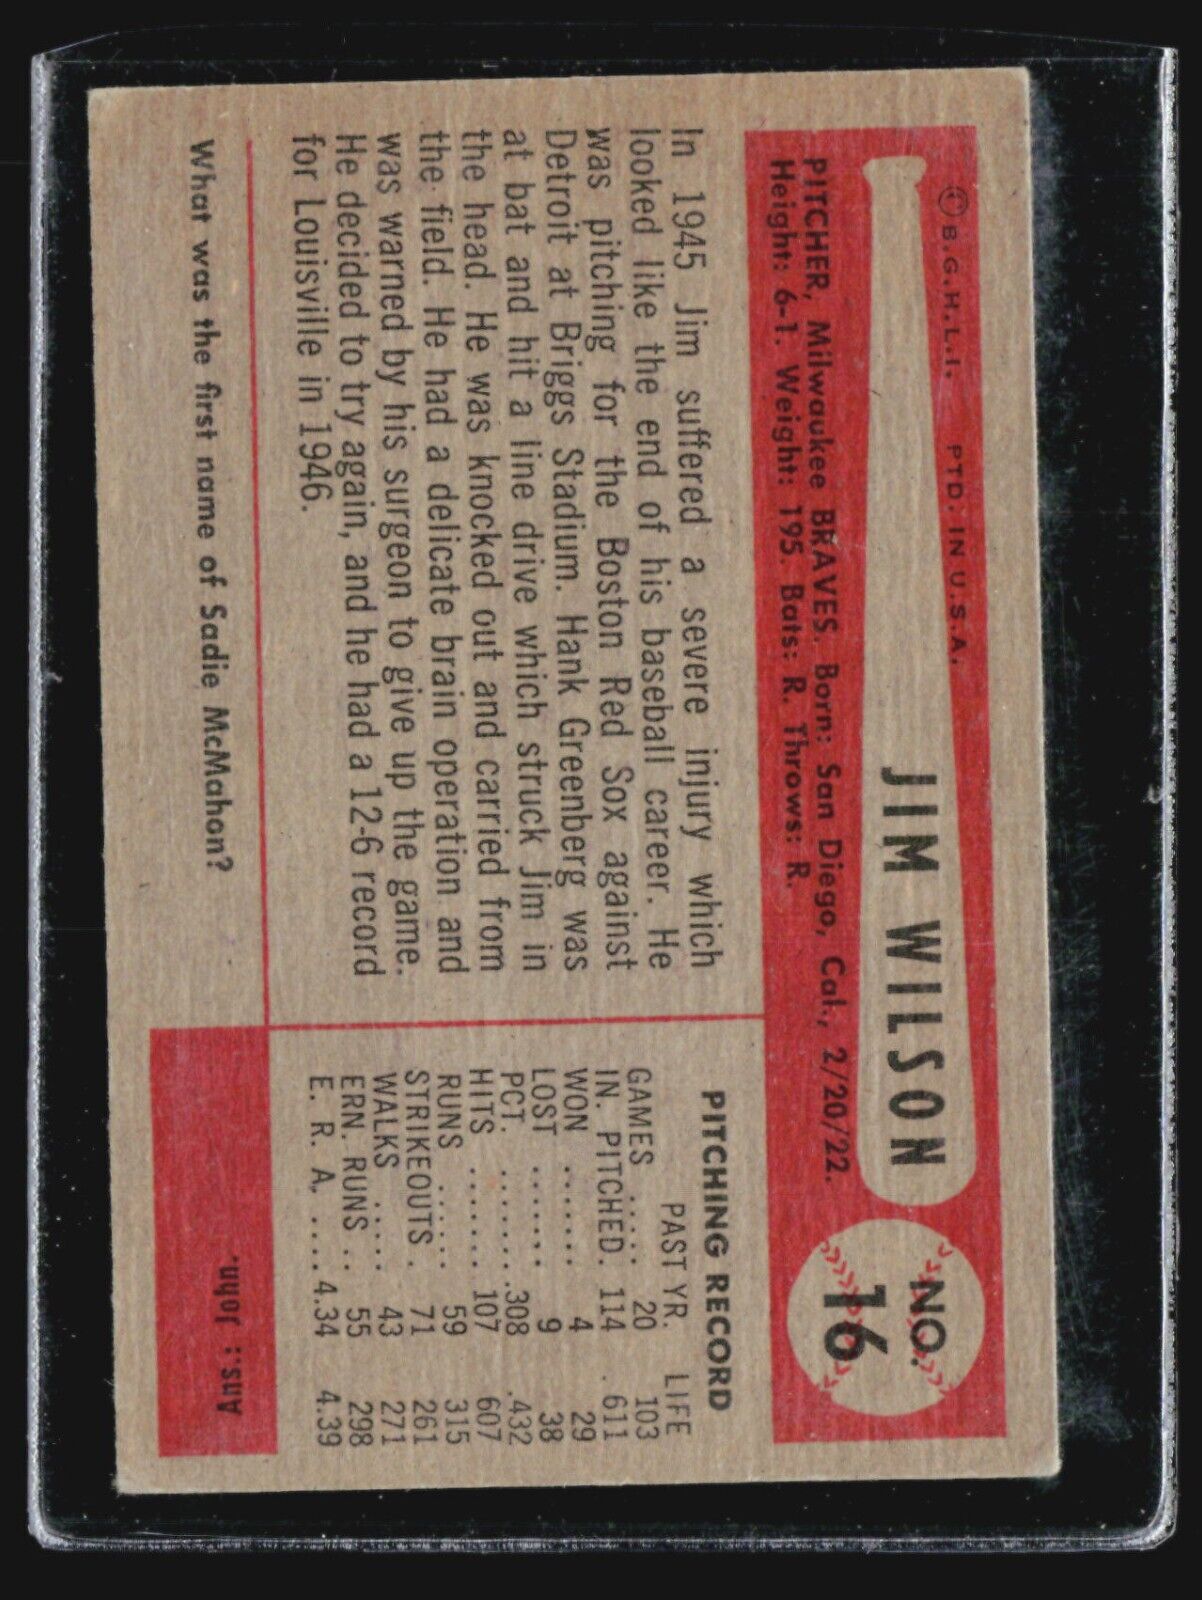 © B.G.H.L.I. PTD. IN U.S.A.
JIM WILSON
NO.
16
PITCHER, Milwaukee BRAVES. Born: San Diego, Cal., 2/20/22.
Height: 6-1. Weight: 195. Bats: R. Throws: R.
In 1945 Jim suffered a severe injury which
looked like the end of his baseball career. He
was pitching for the Boston Red Sox against
Detroit at Briggs Stadium. Hank Greenberg was
at bat and hit a line drive which struck Jim in
the head. He was knocked out and carried from
the field. He had a delicate brain operation and
was warned by his surgeon to give up the game.
He decided to try again, and he had a 12-6 record
for Louisville in 1946.
PITCHING RECORD
PAST YR. LIFE
GAMES ..... 20 103
IN. PITCHED. 114 .611
WON ....... 4 29
LOST ....... 9 38
PCT. ....... .308 .432
HITS ...... 107 607
RUNS ...... 59 315
STRIKEOUTS . 71 261
WALKS ..... 43 271
ERN. RUNS .. 55 298
E. R. A. .... 4.34 4.39
What was the first name of Sadie McMahon?
Ans.: John.